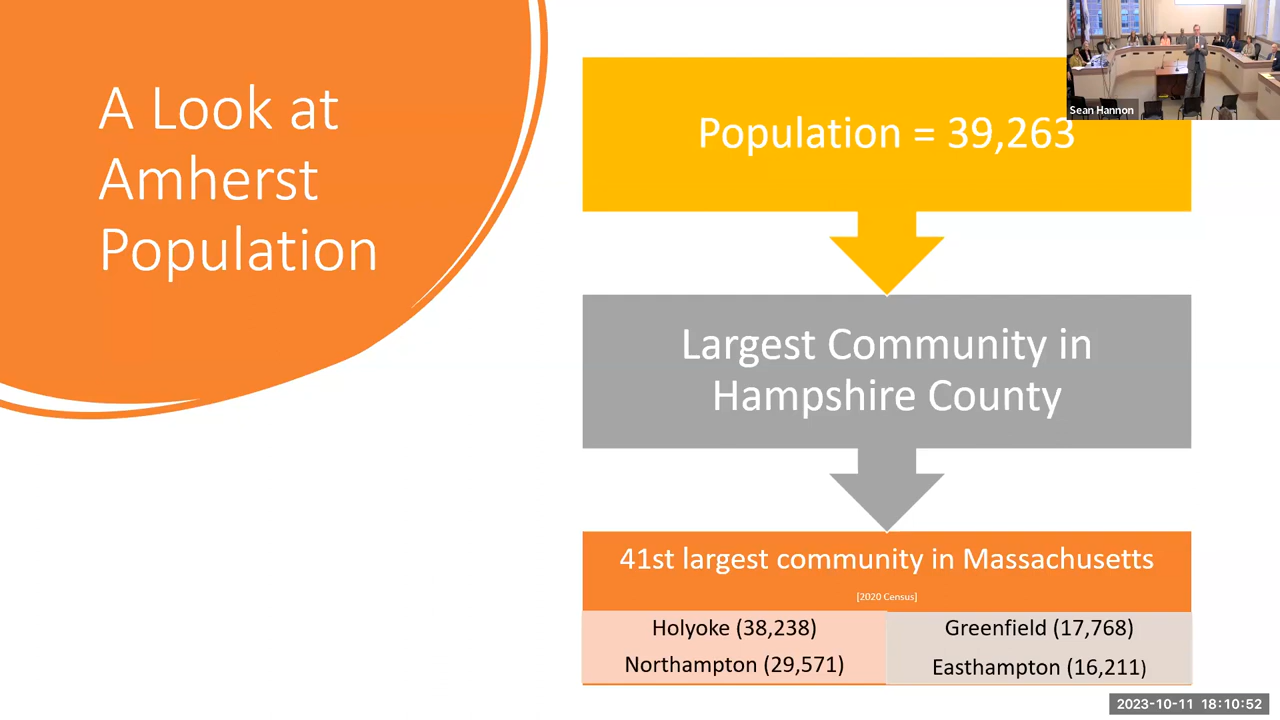 A Look at
Amherst
Population
Population = 39,263
Largest Community in
Hampshire County
41st largest community in Massachusetts
[2020 Census]
Holyoke (38,238)
Northampton (29,571)
Greenfield (17,768)
Easthampton (16,211)
Sean Hannon
2023-10-11 18:10:52